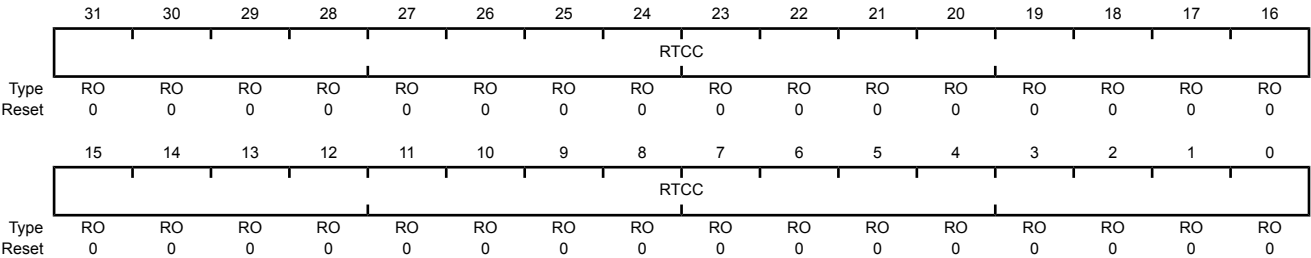 31 30 29 28 27 26 25 24 23 22 21 20 19 18 17 16
RTCC
Type RO RO RO RO RO RO RO RO RO RO RO RO RO RO RO RO
Reset 0 0 0 0 0 0 0 0 0 0 0 0 0 0 0 0
15 14 13 12 11 10 9 8 7 6 5 4 3 2 1 0
RTCC
Type RO RO RO RO RO RO RO RO RO RO RO RO RO RO RO RO
Reset 0 0 0 0 0 0 0 0 0 0 0 0 0 0 0 0